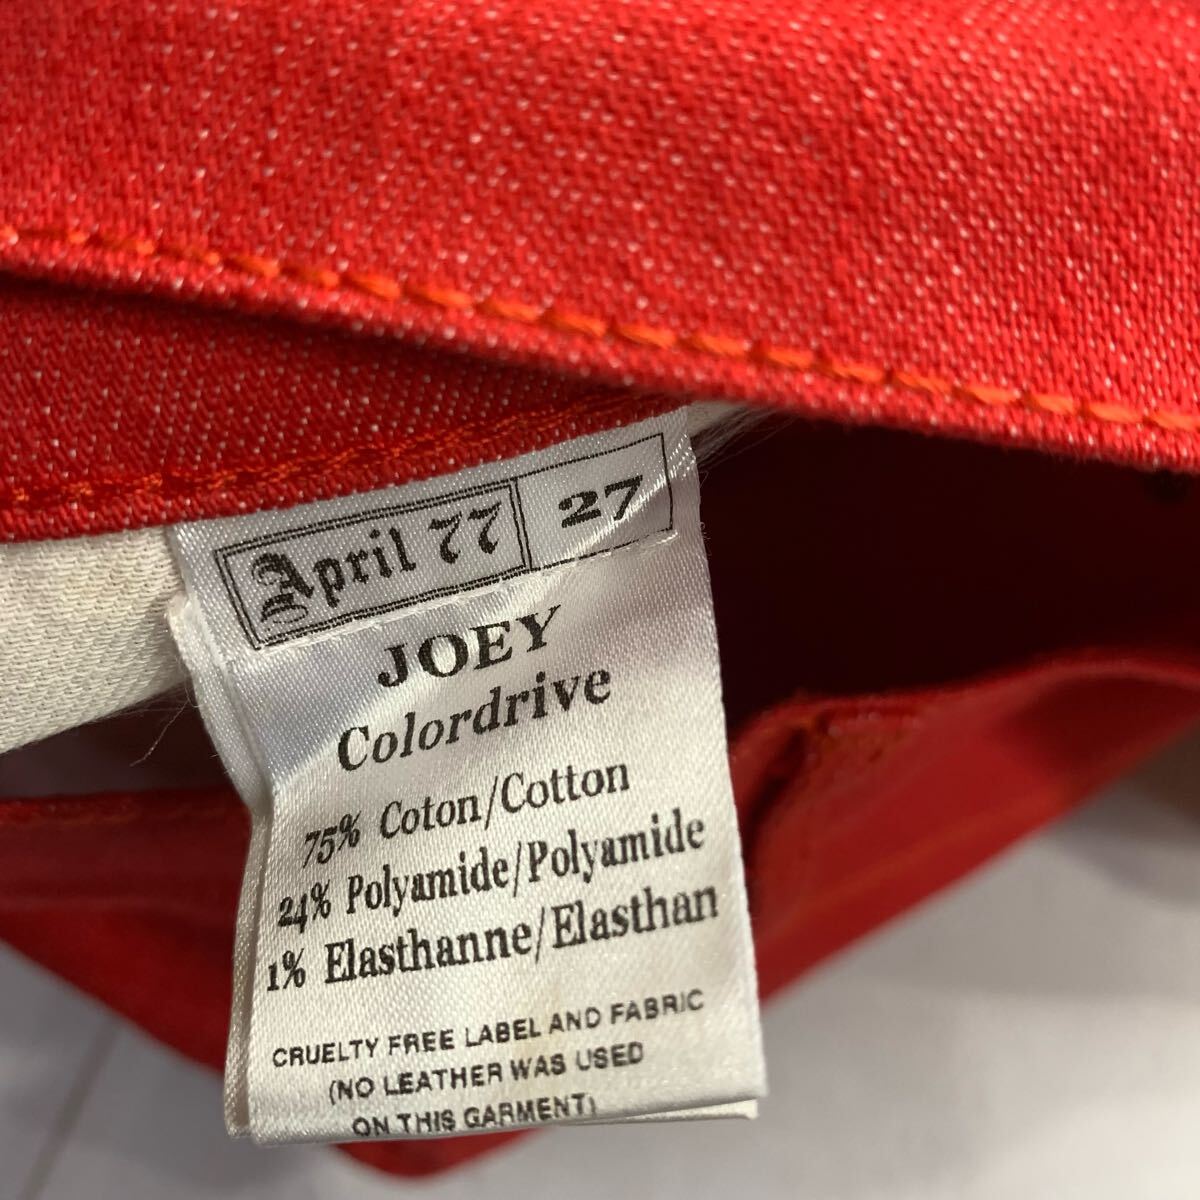 April 77 27
JOEY
Colordrive
75% Coton/Cotton
24% Polyamide/Polyamide
1% Elasthanne/Elasthan
CRUELTY FREE LABEL AND FABRIC
(NO LEATHER WAS USED
ON THIS GARMENT)